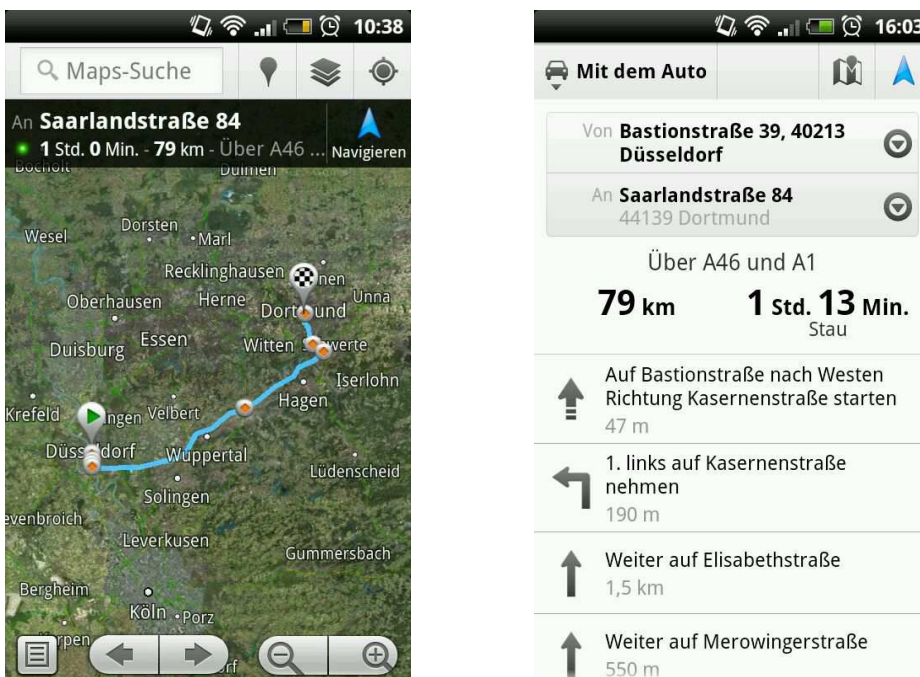 10:38
Maps-Suche
An Saarlandstraße 84
1 Std. 0 Min. - 79 km - Über A46 ...
Navigieren
Bocholt
Dülmen
Dorsten
Wesel
Marl
Recklinghausen
Oberhausen
Herne
Unna
Dortmund
Duisburg
Essen
Witten
Iserlohn
Hagen
Krefeld
Velbert
Düsseldorf
Wuppertal
Lüdenscheid
Solingen
evenbroich
Leverkusen
Gummersbach
Bergheim
Köln
Porz
16:03
Mit dem Auto
Von Bastionstraße 39, 40213
Düsseldorf
An Saarlandstraße 84
44139 Dortmund
Über A46 und A1
79 km
1 Std. 13 Min.
Stau
Auf Bastionstraße nach Westen
Richtung Kasernenstraße starten
47 m
1. links auf Kasernenstraße
nehmen
190 m
Weiter auf Elisabethstraße
1,5 km
Weiter auf Merowingerstraße
550 m